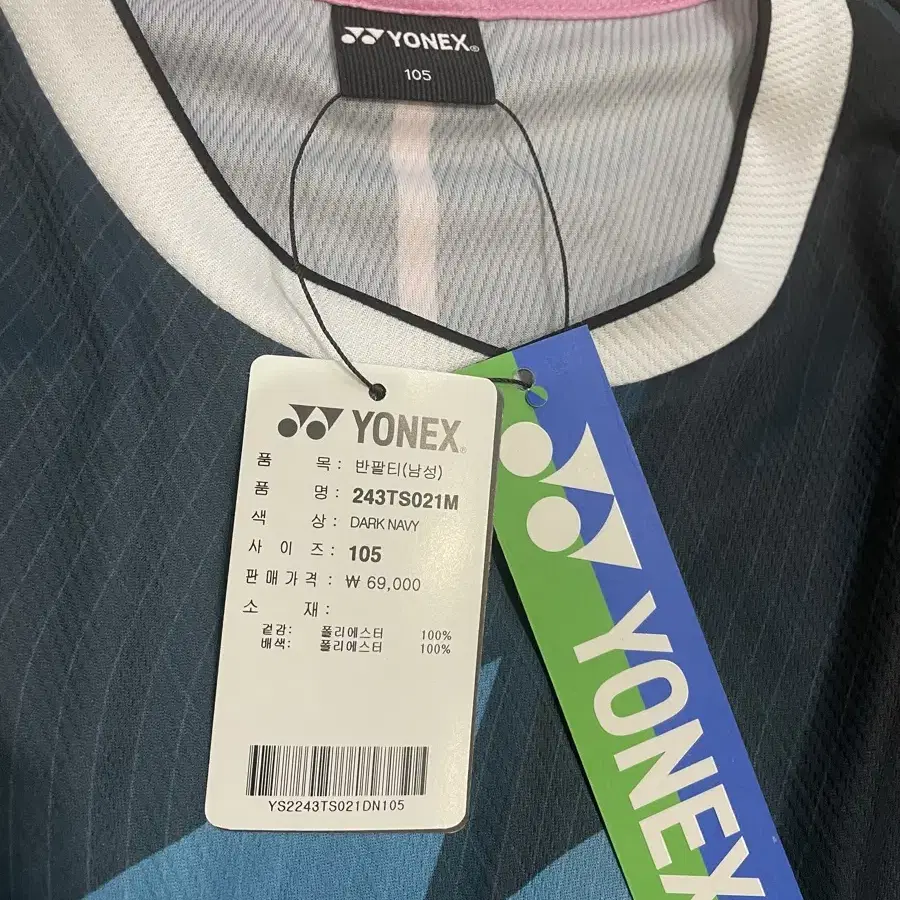 YONEX®
105
YONEX®
품 목 : 반팔티(남성)
품 명 : 243TS021M
색 상 : DARK NAVY
사 이 즈 : 105
판 매 가 격 : ₩ 69,000
소 재 :
겉감: 폴리에스터 100%
배색: 폴리에스터 100%
YS2243TS021DN105
YONEX